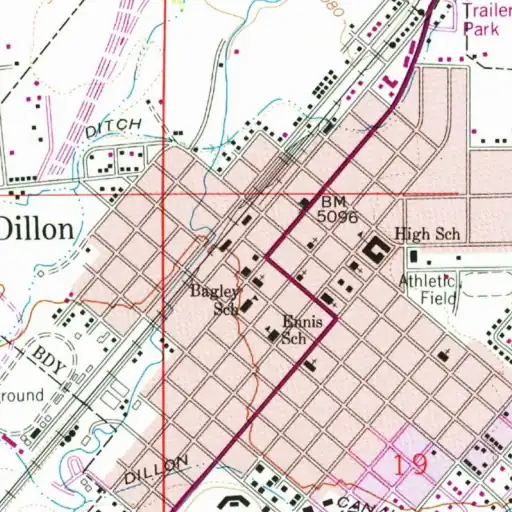 Trailer
Park
080
DITCH
BM
5096
Dillon
High Sch
Athletic
Field
Bagley
Sch
Ennis
Sch
BDY
round
19
DILLON
CANA